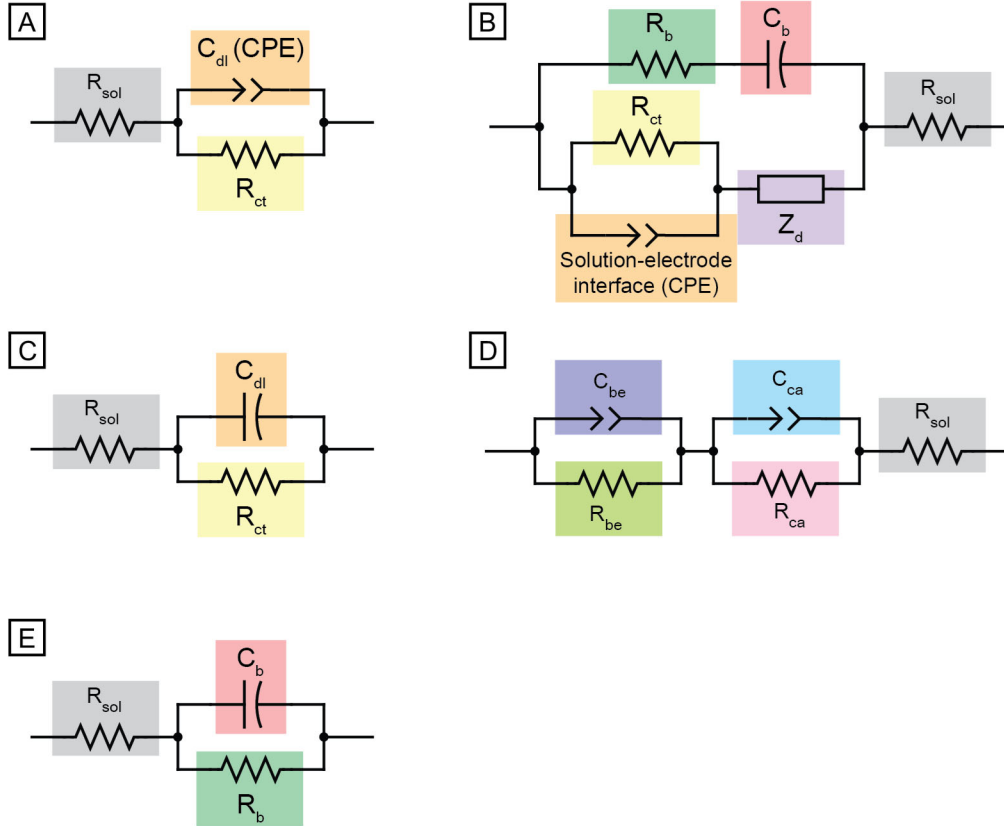 A
C_dl (CPE)
R_sol
R_ct
B
R_b
C_b
R_sol
R_ct
Z_d
Solution-electrode
interface (CPE)
C
C_dl
R_sol
R_ct
D
C_be
C_ca
R_sol
R_be
R_ca
E
C_b
R_sol
R_b